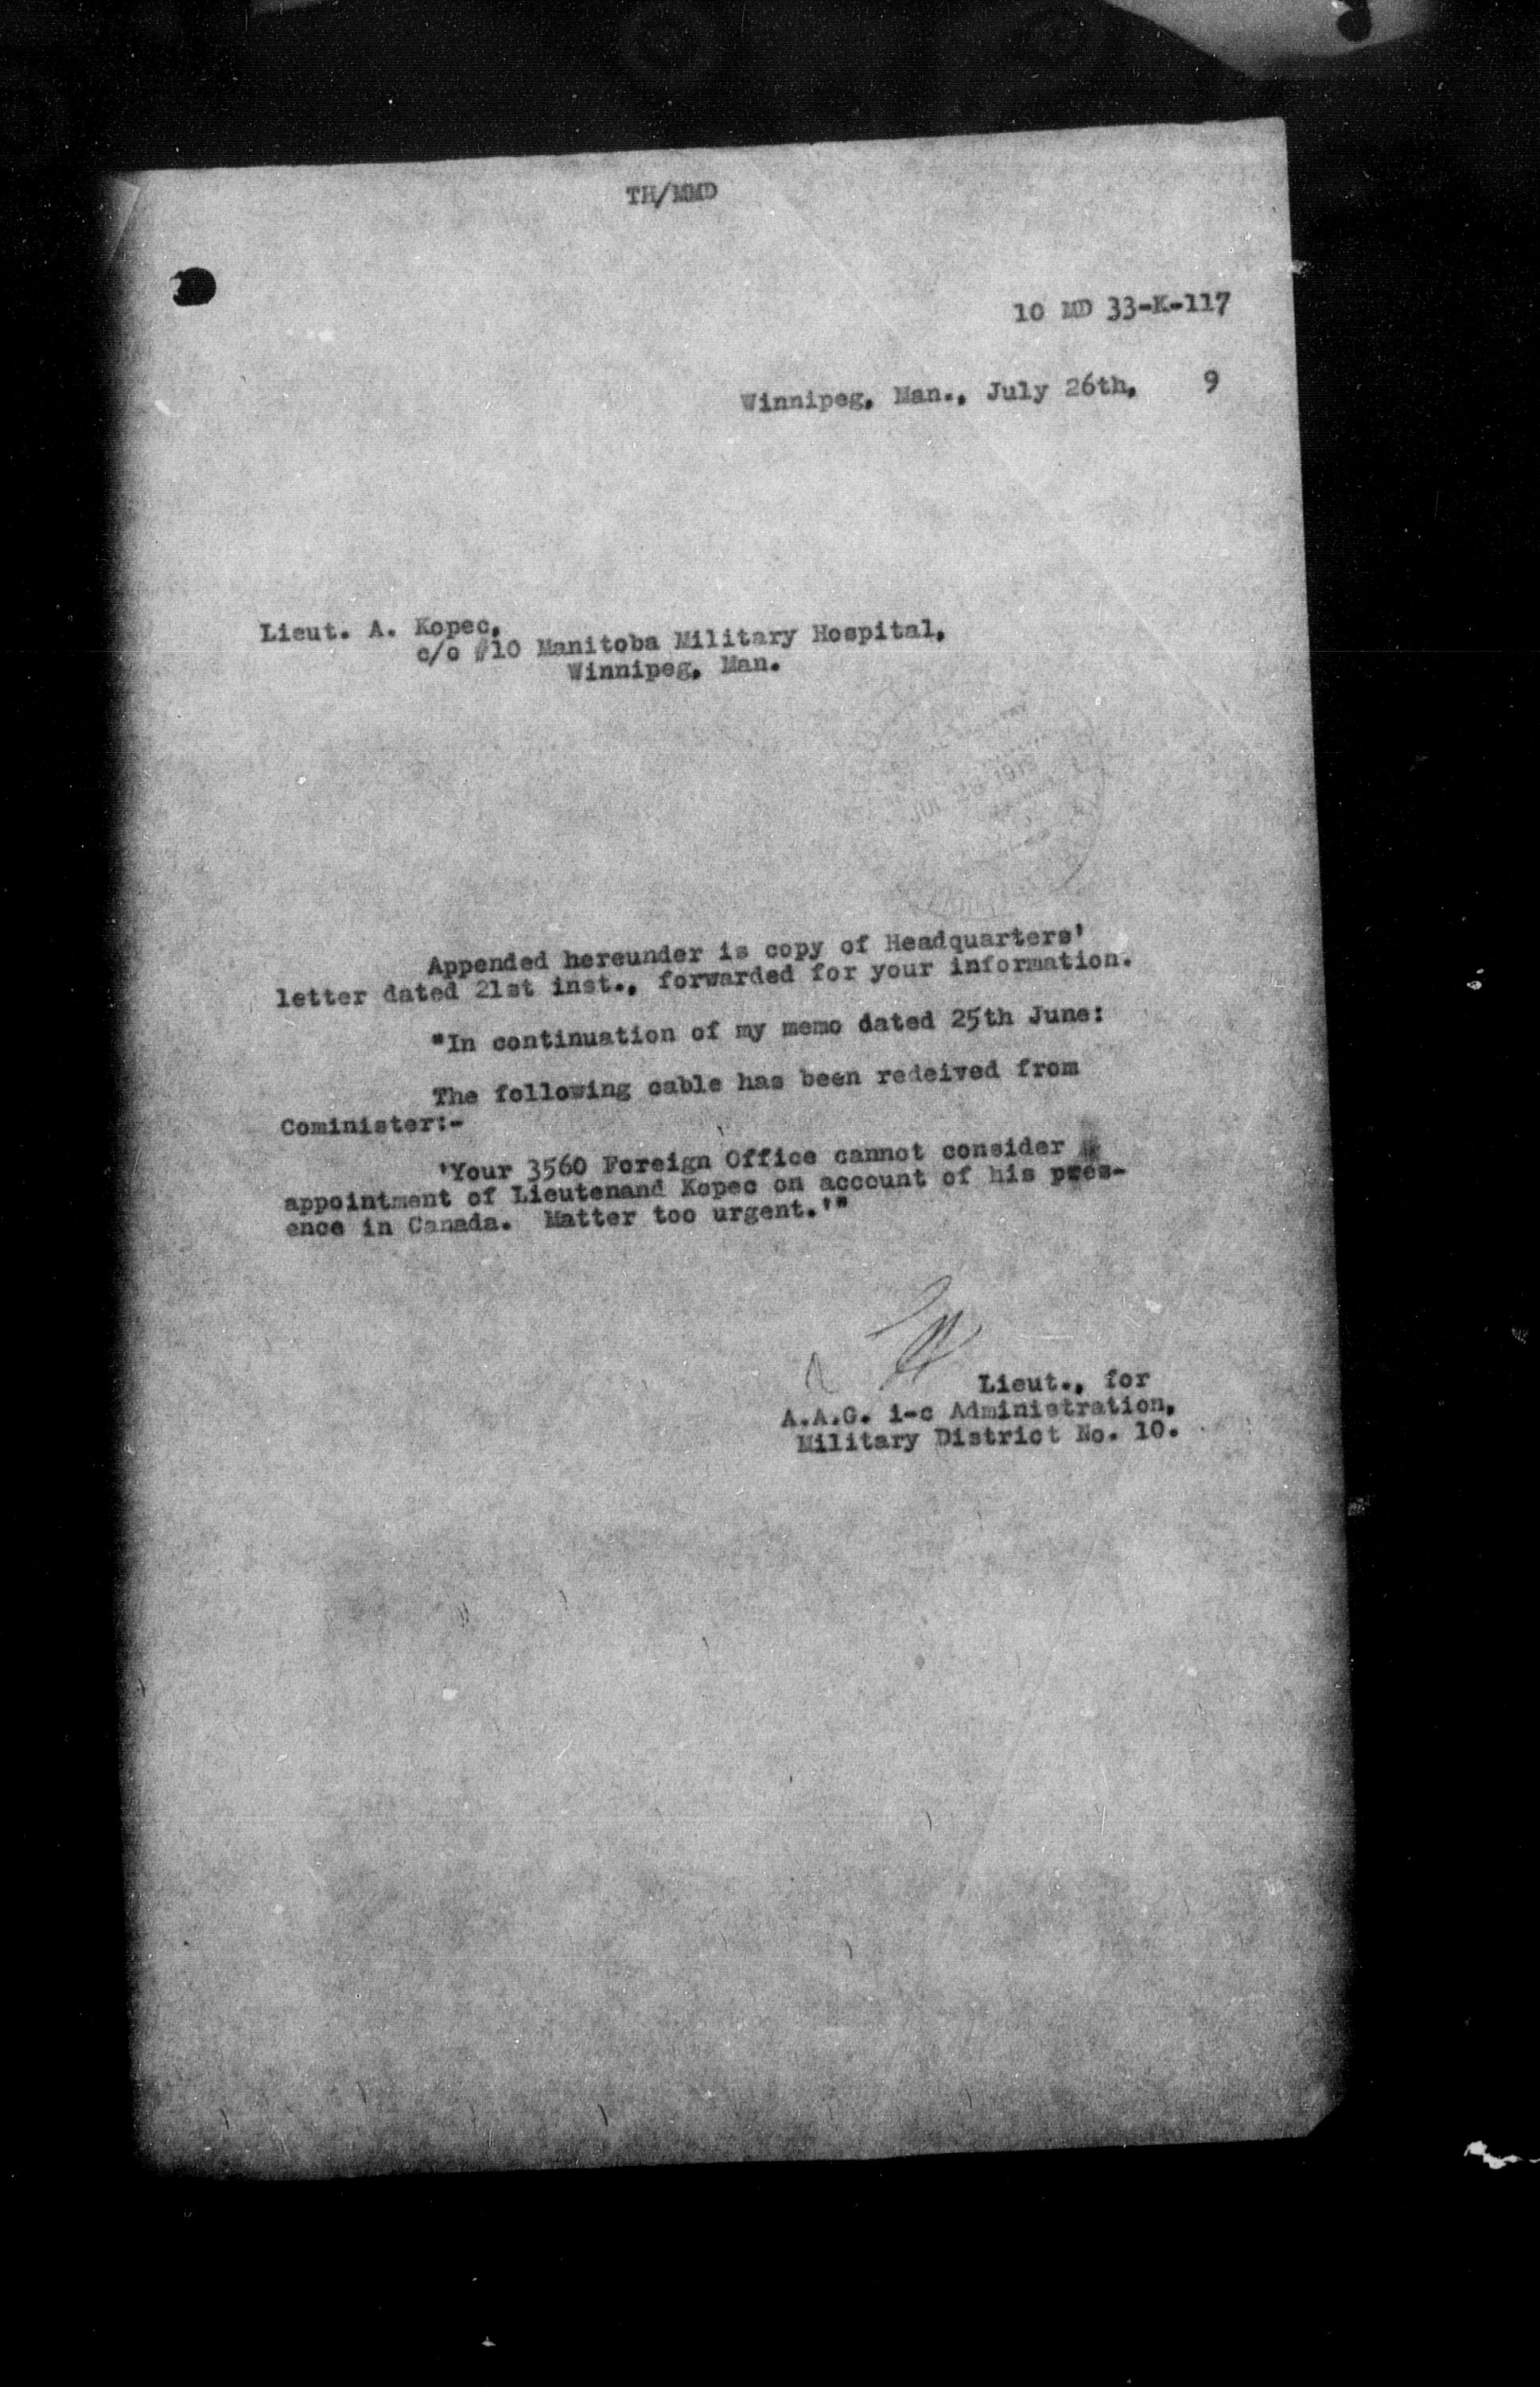 TH/MMD
10 MD 33-K-117
Winnipeg, Man., July 26th, 9
Lieut. A. Kopec,
c/o #10 Manitoba Military Hospital,
Winnipeg, Man.
Appended hereunder is copy of Headquarters'
letter dated 21st inst., forwarded for your information.
"In continuation of my memo dated 25th June:
The following cable has been redeived from
Cominister:-
'Your 3560 Foreign Office cannot consider
appointment of Lieutenand Kopec on account of his pres-
ence in Canada. Matter too urgent.'"
Lieut., for
A.A.G. i-c Administration,
Military District No. 10.